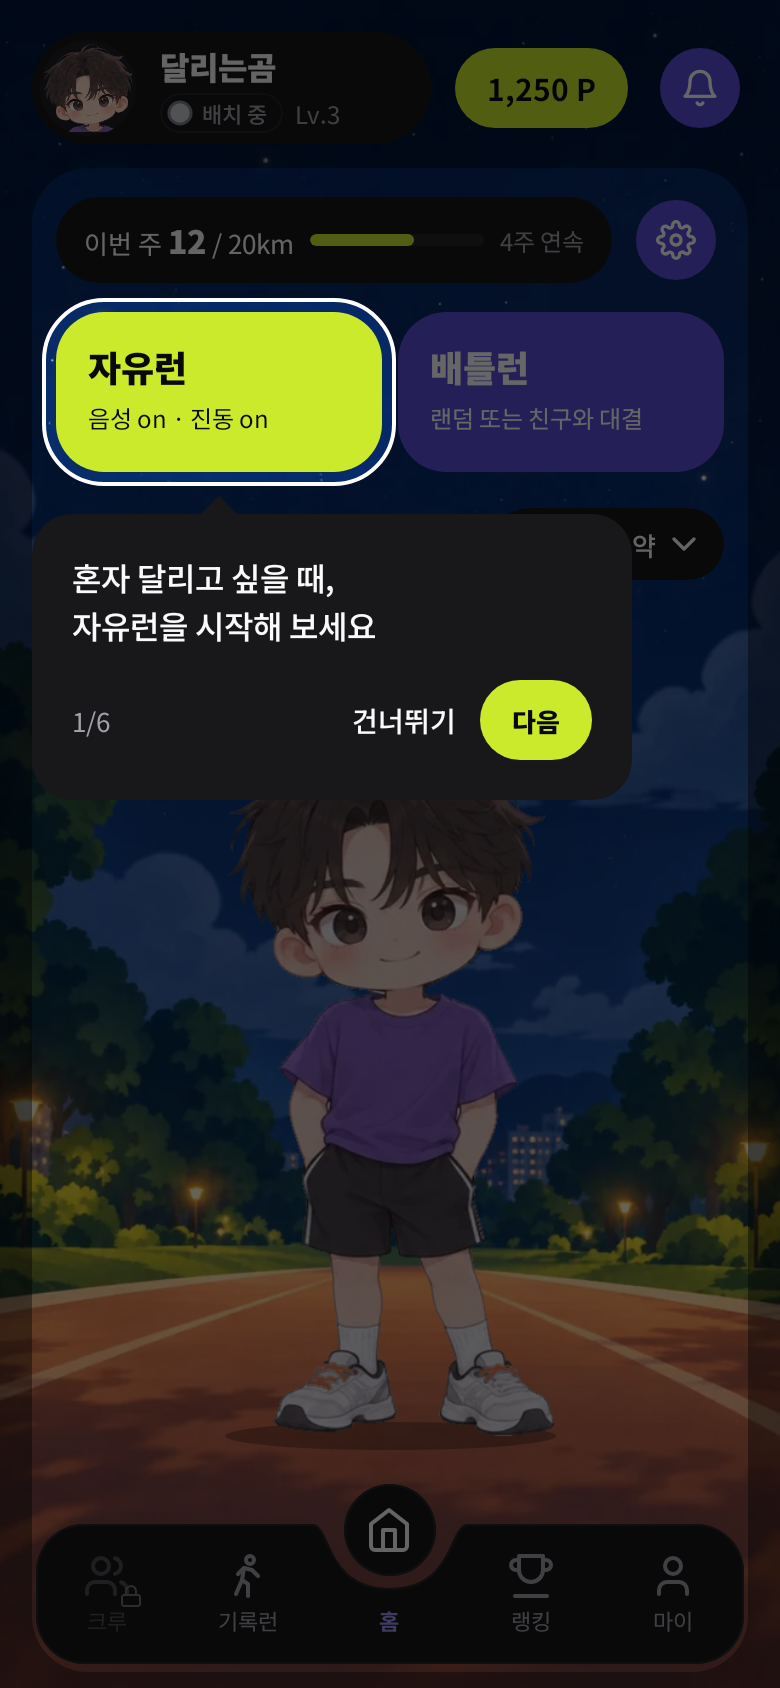 달리는곰
배치 중 Lv.3
1,250 P
이번 주 12 / 20km
4주 연속
자유런
음성 on · 진동 on
배틀런
랜덤 또는 친구와 대결
약
혼자 달리고 싶을 때,
자유런을 시작해 보세요
1/6
건너뛰기
다음
크루
기록런
홈
랭킹
마이